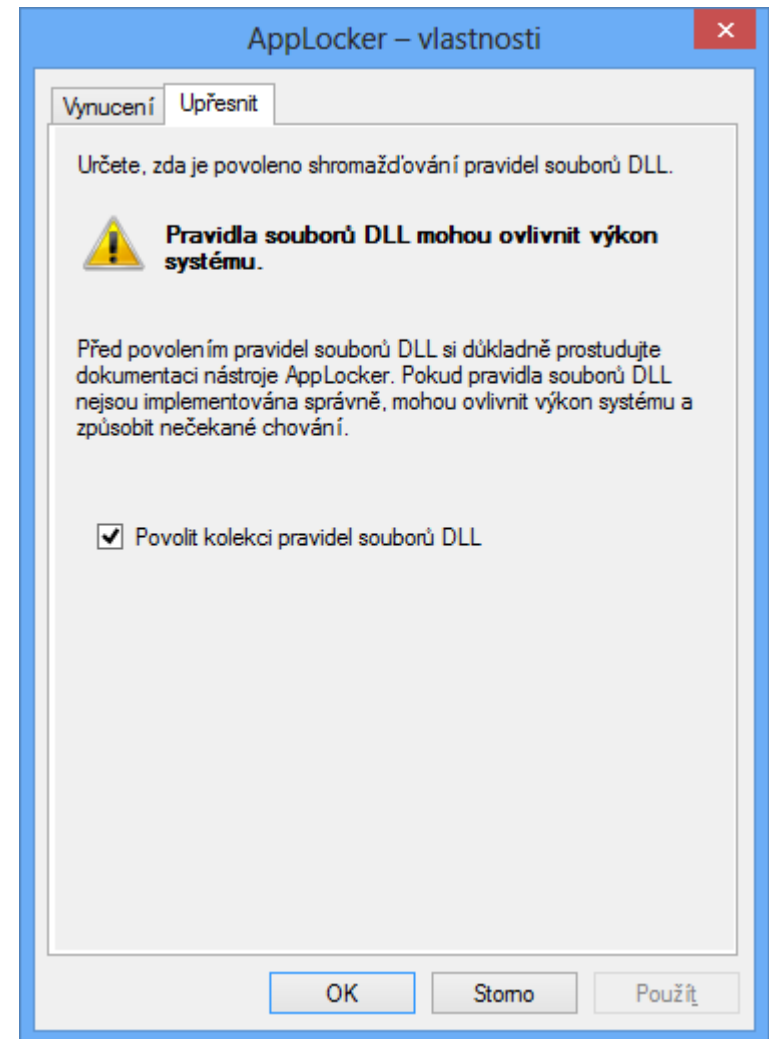 AppLocker – vlastnosti
Vynucení
Upřesnit
Určete, zda je povoleno shromažďování pravidel souborů DLL.
Pravidla souborů DLL mohou ovlivnit výkon
systému.
Před povolením pravidel souborů DLL si důkladně prostudujte
dokumentaci nástroje AppLocker. Pokud pravidla souborů DLL
nejsou implementována správně, mohou ovlivnit výkon systému a
způsobit nečekané chování.
Povolit kolekci pravidel souborů DLL
OK
Storno
Použít